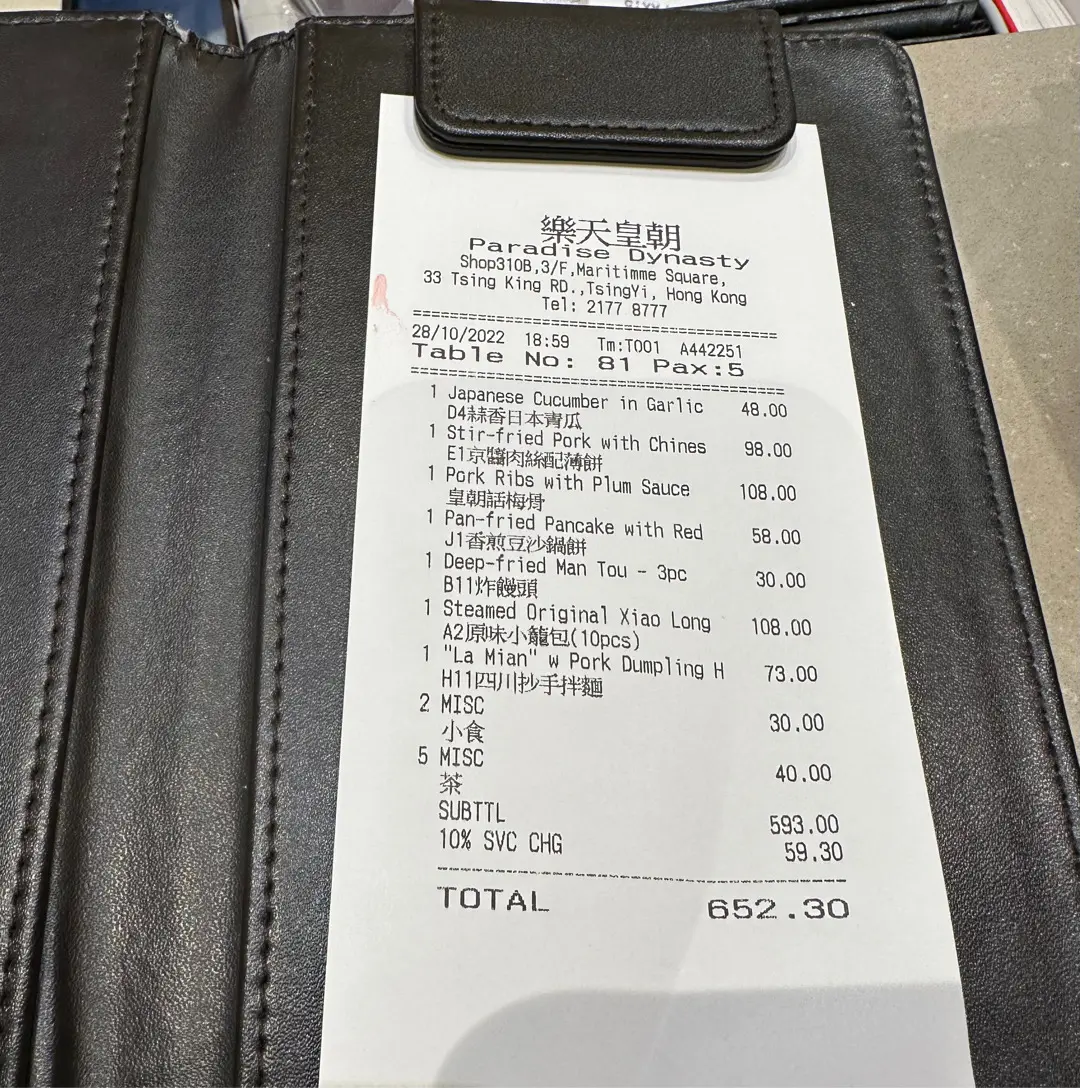 樂天皇朝
Paradise Dynasty
Shop310B,3/F,Maritimme Square,
33 Tsing King RD.,TsingYi, Hong Kong
Tel: 2177 8777
28/10/2022 18:59 Tm:T001 A442251
Table No: 81 Pax:5
1 Japanese Cucumber in Garlic 48.00
D4蒜香日本青瓜
1 Stir-fried Pork with Chines 98.00
E1京醬肉絲配薄餅
1 Pork Ribs with Plum Sauce 108.00
皇朝話梅骨
1 Pan-fried Pancake with Red 58.00
J1香煎豆沙鍋餅
1 Deep-fried Man Tou - 3pc 30.00
B11炸饅頭
1 Steamed Original Xiao Long 108.00
A2原味小籠包(10pcs)
1 "La Mian" w Pork Dumpling H 73.00
H11四川抄手拌麵
2 MISC 30.00
小食
5 MISC 40.00
茶
SUBTTL 593.00
10% SVC CHG 59.30
TOTAL 652.30